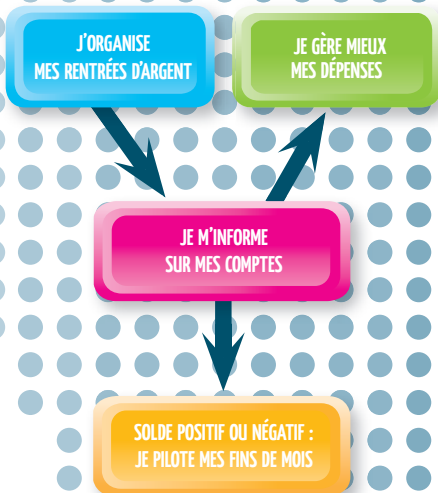 J'ORGANISE
MES RENTRÉES D'ARGENT
JE GÈRE MIEUX
MES DÉPENSES
JE M'INFORME
SUR MES COMPTES
SOLDE POSITIF OU NÉGATIF :
JE PILOTE MES FINS DE MOIS